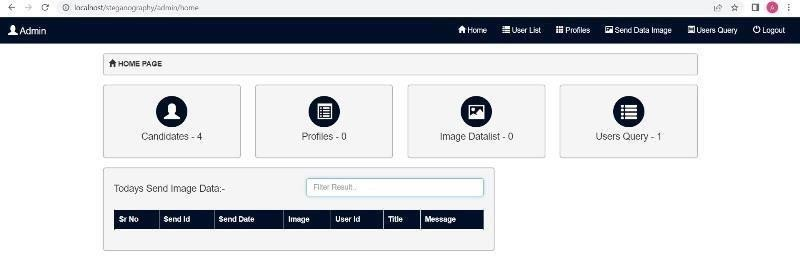 localhost/steganography/admin/home
A
Admin
Home
User List
Profiles
Send Data Image
Users Query
Logout
HOME PAGE
Candidates - 4
Profiles - 0
Image Datalist - 0
Users Query - 1
Todays Send Image Data:-
Filter Result..
Sr No Send Id Send Date Image User Id Title Message